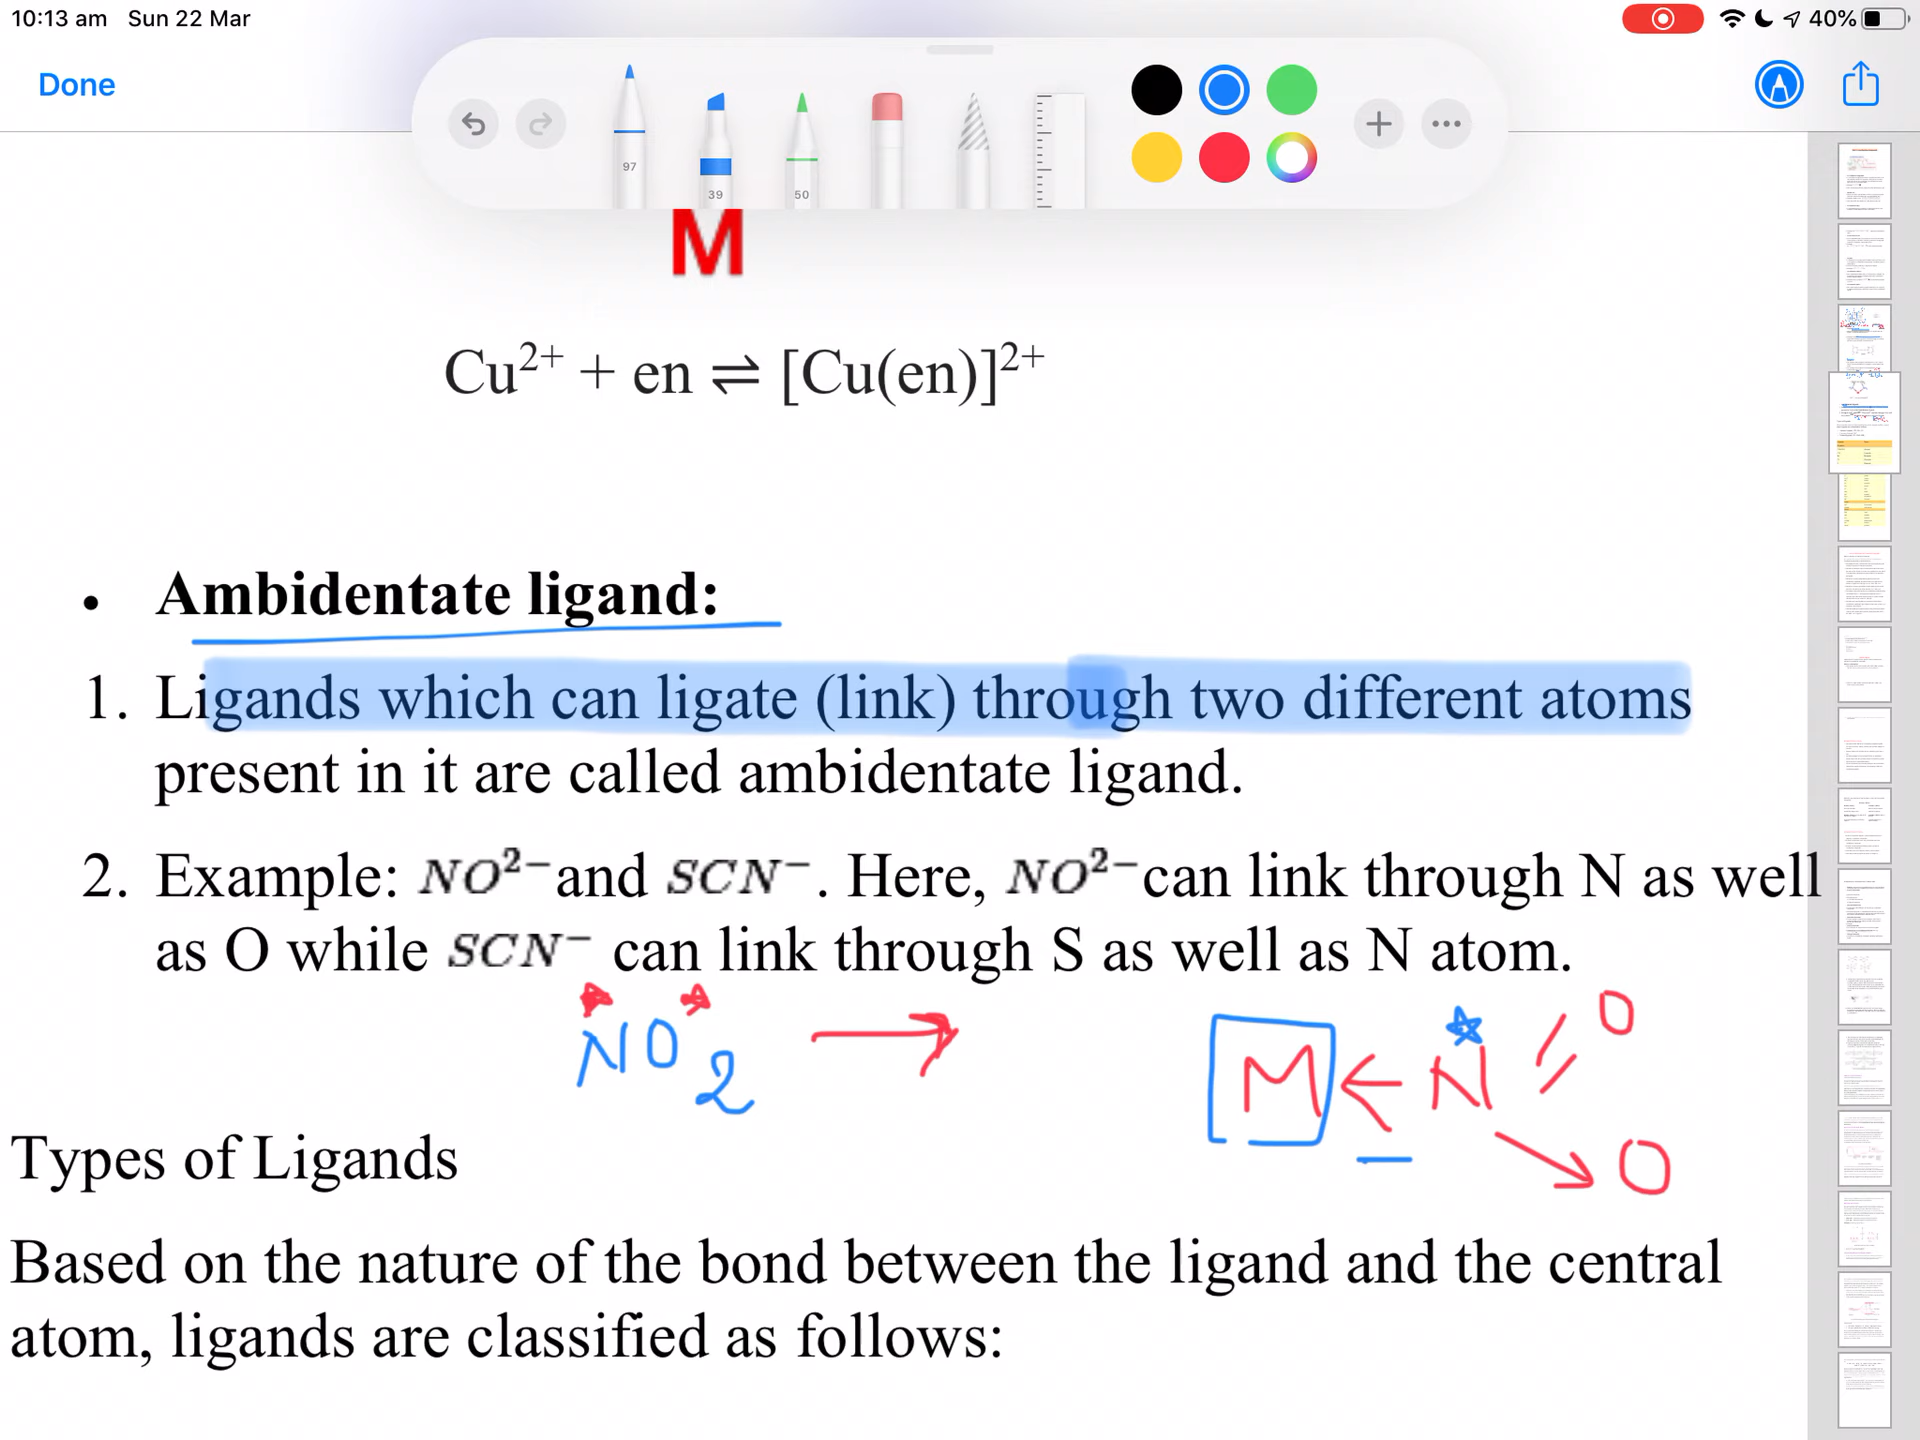 10:13 am Sun 22 Mar 40%
Done
97 39 50
M
Cu²⁺ + en ⇌ [Cu(en)]²⁺
• Ambidentate ligand:
1. Ligands which can ligate (link) through two different atoms
present in it are called ambidentate ligand.
2. Example: NO²⁻ and SCN⁻. Here, NO²⁻ can link through N as well
as O while SCN⁻ can link through S as well as N atom.
NO₂ → M ← N = O
→ O
Types of Ligands
Based on the nature of the bond between the ligand and the central
atom, ligands are classified as follows: